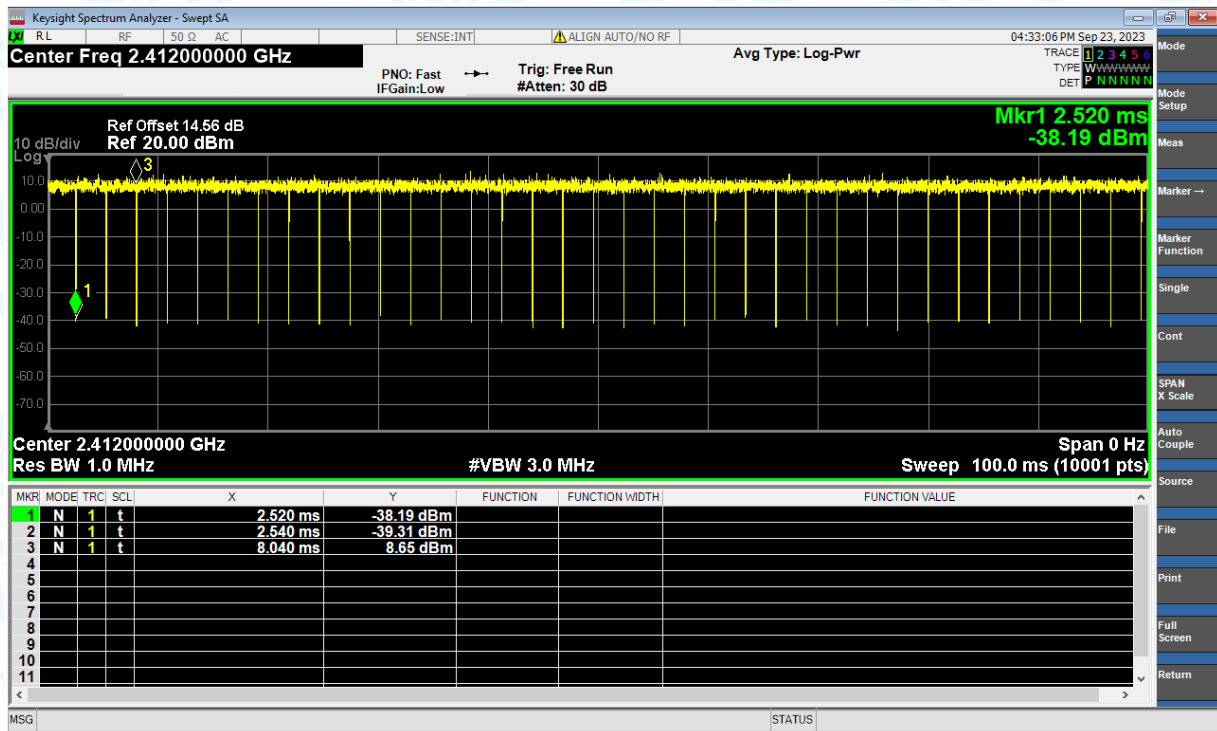 Keysight Spectrum Analyzer - Swept SA
LXI RL RF 50 Ω AC SENSE:INT ALIGN AUTO/NO RF 04:33:06 PM Sep 23, 2023
Center Freq 2.412000000 GHz
PNO: Fast
IFGain:Low
Trig: Free Run
#Atten: 30 dB
Avg Type: Log-Pwr
TRACE 1 2 3 4 5 6
TYPE WWWWWW
DET P N N N N N
Mkr1 2.520 ms
-38.19 dBm
Ref Offset 14.56 dB
10 dB/div Ref 20.00 dBm
Log
3
10.0
0.00
-10.0
-20.0
-30.0
1
-40.0
-50.0
-60.0
-70.0
Center 2.412000000 GHz Span 0 Hz
Res BW 1.0 MHz #VBW 3.0 MHz Sweep 100.0 ms (10001 pts)
MKR MODE TRC SCL X Y FUNCTION FUNCTION WIDTH FUNCTION VALUE
1 N 1 t 2.520 ms -38.19 dBm
2 N 1 t 2.540 ms -39.31 dBm
3 N 1 t 8.040 ms 8.65 dBm
4
5
6
7
8
9
10
11
MSG STATUS
Mode
Mode
Setup
Meas
Marker →
Marker
Function
Single
Cont
SPAN
X Scale
Auto
Couple
Source
File
Print
Full
Screen
Return